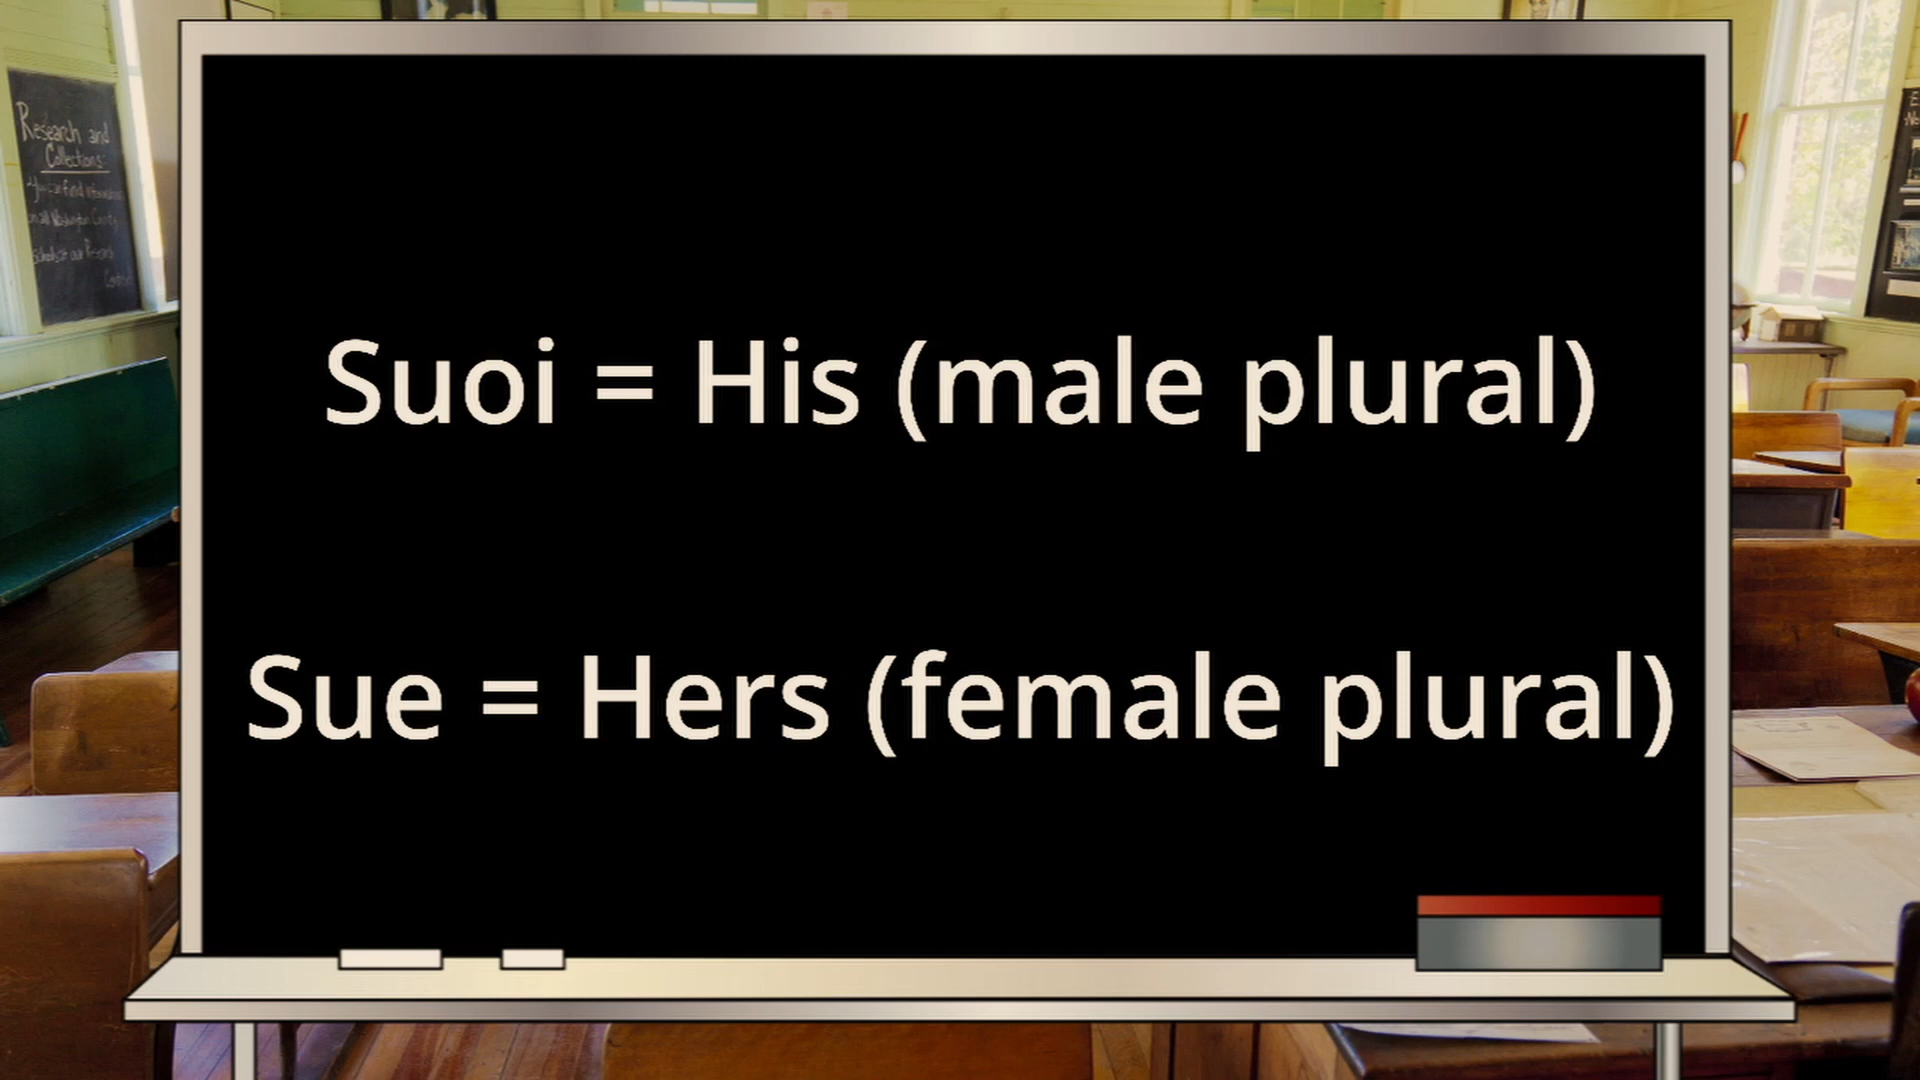 Research and
Collections
Suoi = His (male plural)
Sue = Hers (female plural)